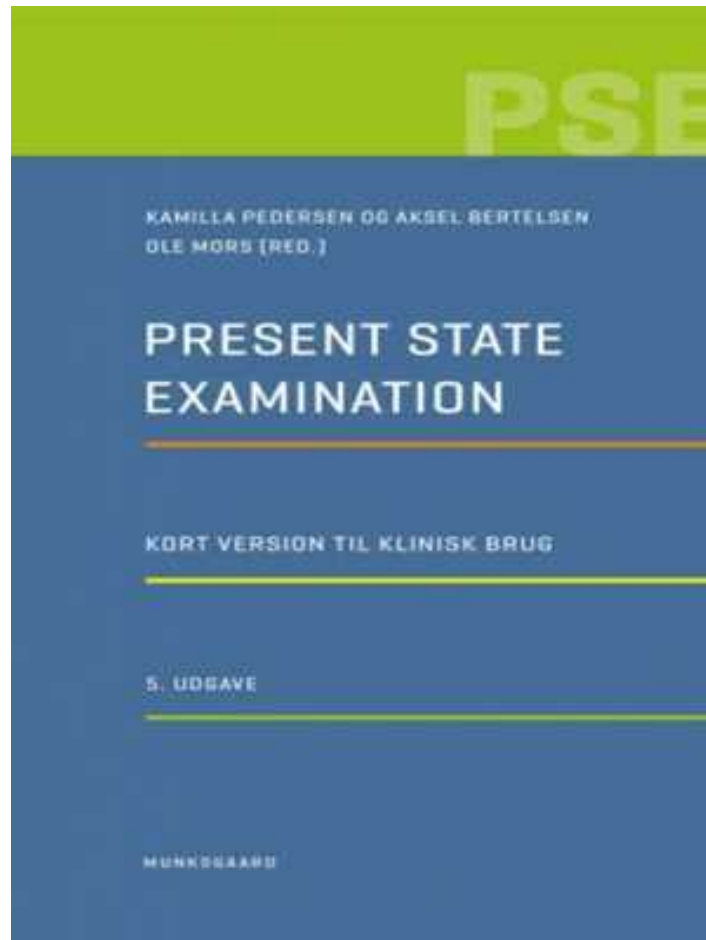 PSE
KAMILLA PEDERSEN OG AKSEL BERTELSEN
OLE MORS (RED.)
PRESENT STATE
EXAMINATION
KORT VERSION TIL KLINISK BRUG
5. UDGAVE
MUNKSGAARD